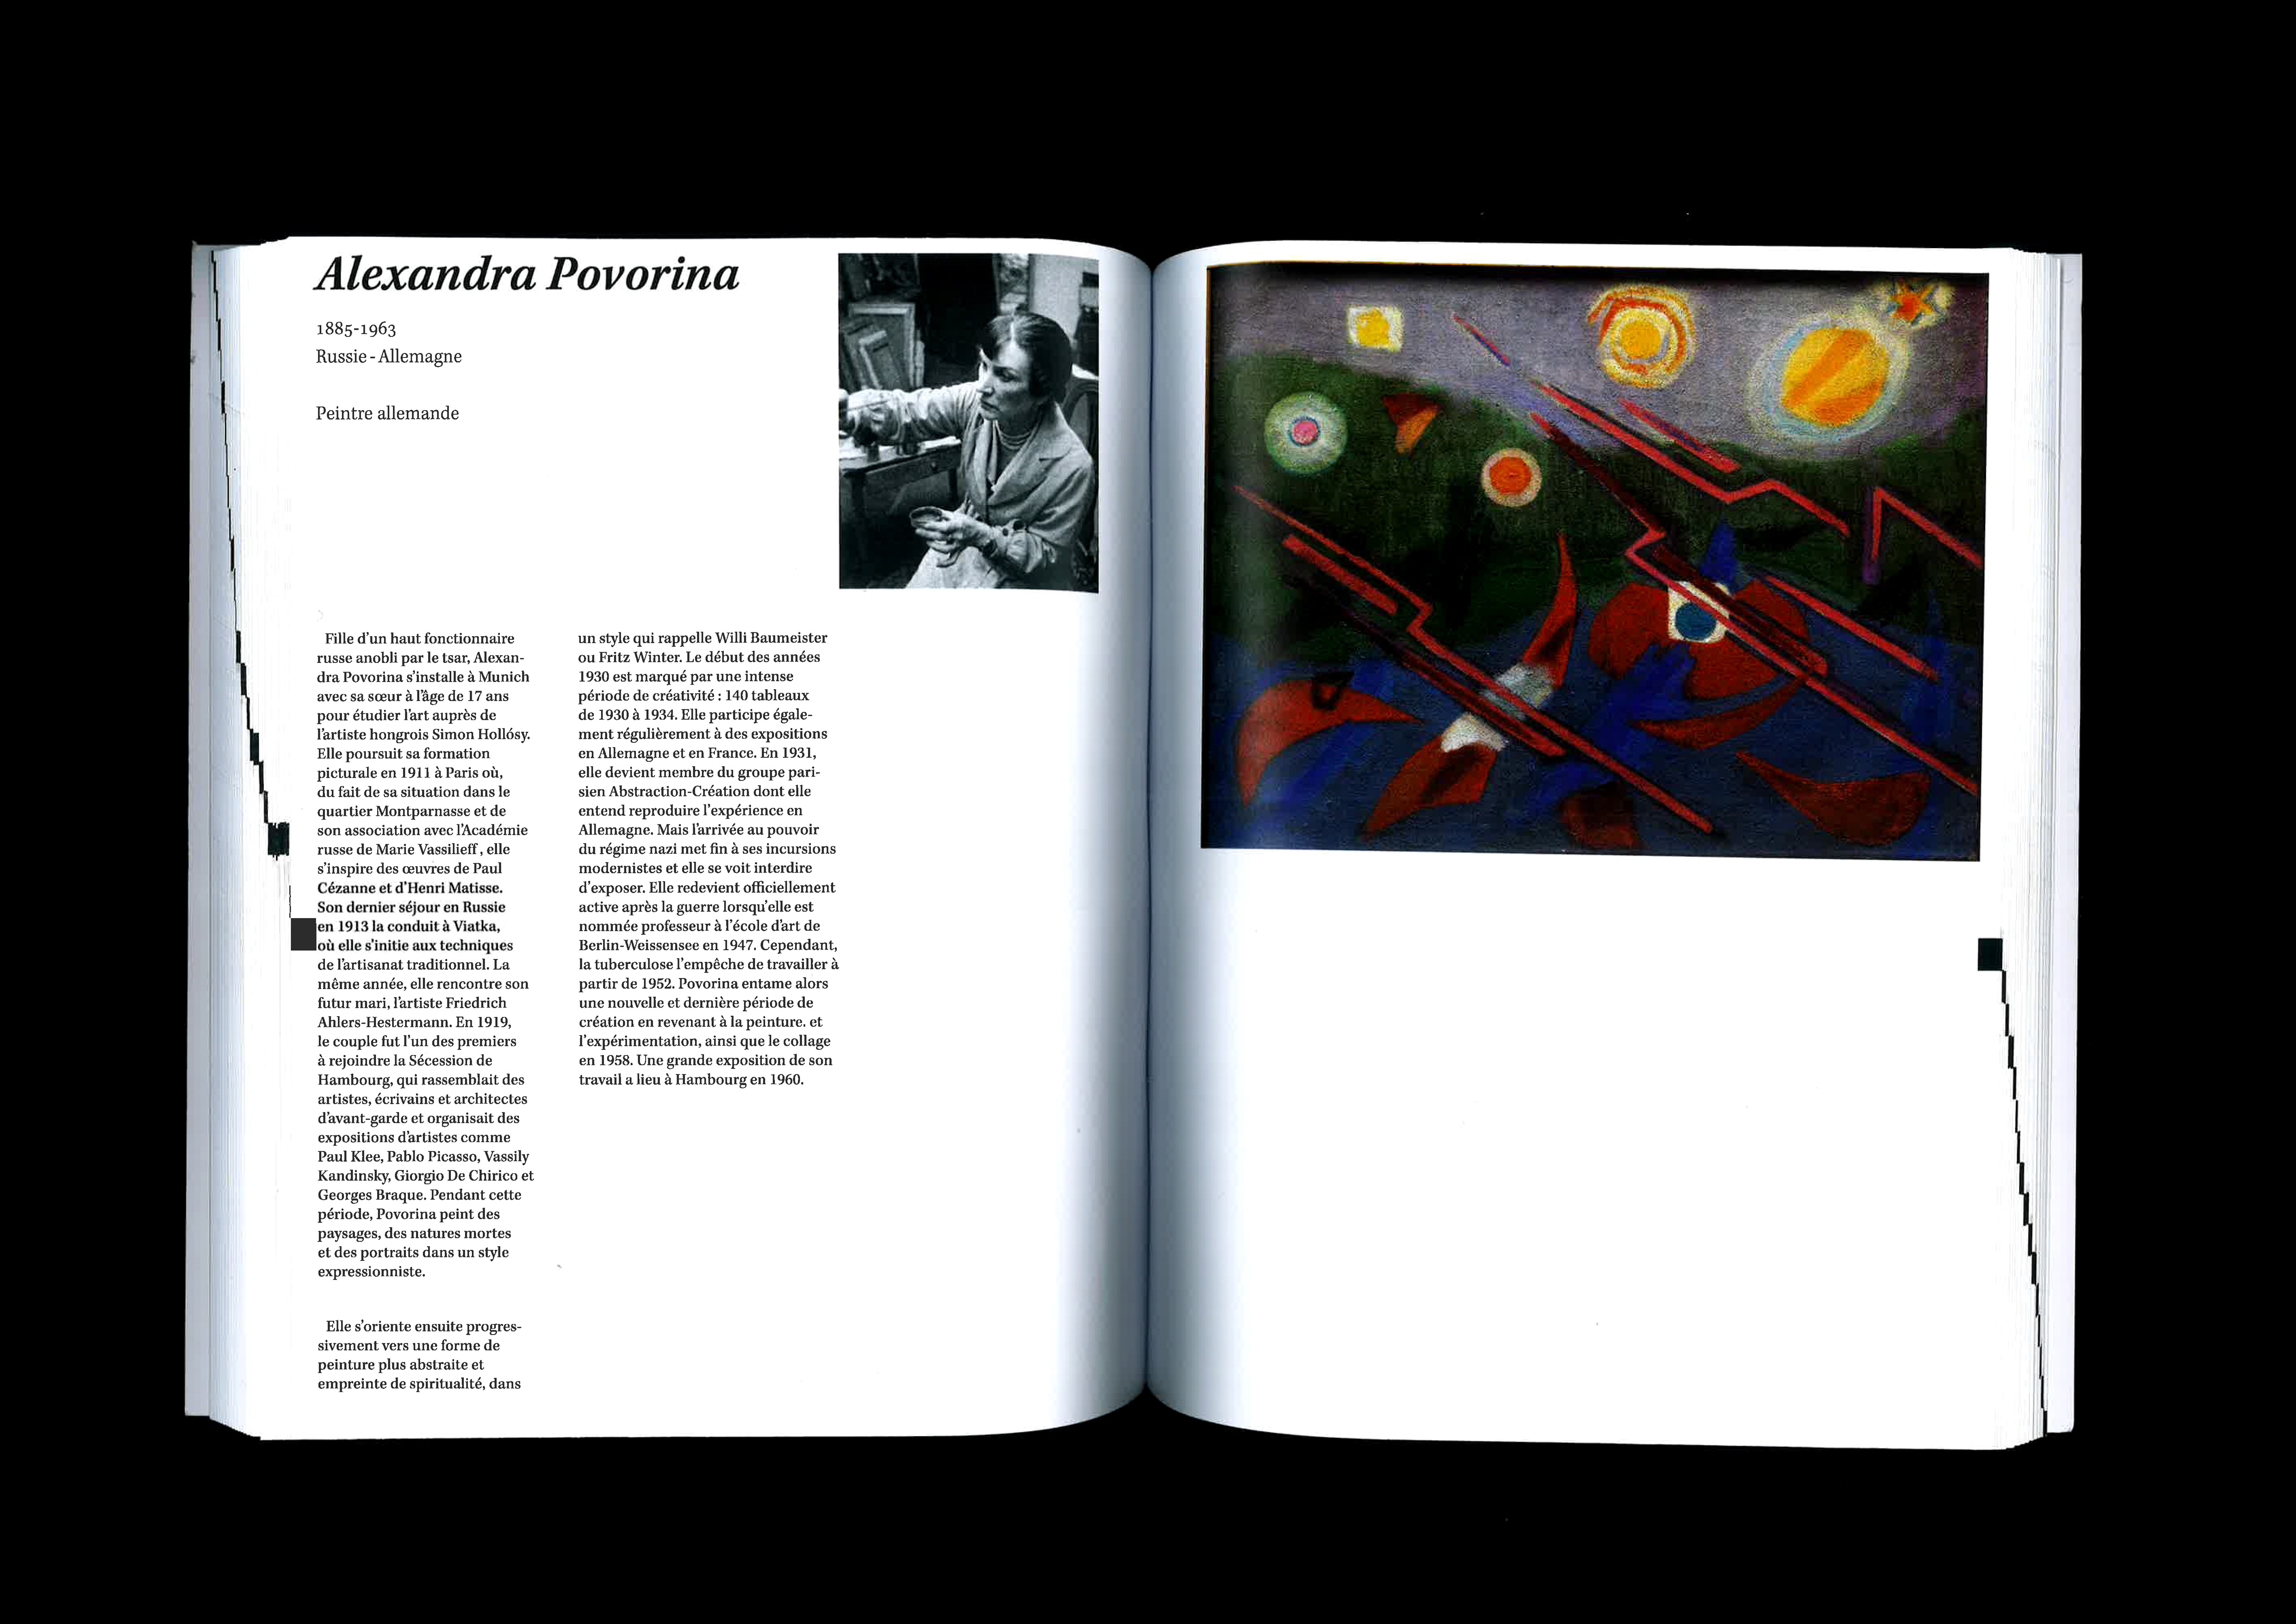 Alexandra Povorina
1885-1963
Russie - Allemagne
Peintre allemande
Fille d'un haut fonctionnaire
russe anobli par le tsar, Alexan-
dra Povorina s'installe à Munich
avec sa sœur à l'âge de 17 ans
pour étudier l'art auprès de
l'artiste hongrois Simon Hollósy.
Elle poursuit sa formation
picturale en 1911 à Paris où,
du fait de sa situation dans le
quartier Montparnasse et de
son association avec l'Académie
russe de Marie Vassilieff , elle
s'inspire des œuvres de Paul
Cézanne et d'Henri Matisse.
Son dernier séjour en Russie
en 1913 la conduit à Viatka,
où elle s'initie aux techniques
de l'artisanat traditionnel. La
même année, elle rencontre son
futur mari, l'artiste Friedrich
Ahlers-Hestermann. En 1919,
le couple fut l'un des premiers
à rejoindre la Sécession de
Hambourg, qui rassemblait des
artistes, écrivains et architectes
d'avant-garde et organisait des
expositions d'artistes comme
Paul Klee, Pablo Picasso, Vassily
Kandinsky, Giorgio De Chirico et
Georges Braque. Pendant cette
période, Povorina peint des
paysages, des natures mortes
et des portraits dans un style
expressionniste.
Elle s'oriente ensuite progres-
sivement vers une forme de
peinture plus abstraite et
empreinte de spiritualité, dans
un style qui rappelle Willi Baumeister
ou Fritz Winter. Le début des années
1930 est marqué par une intense
période de créativité : 140 tableaux
de 1930 à 1934. Elle participe égale-
ment régulièrement à des expositions
en Allemagne et en France. En 1931,
elle devient membre du groupe pari-
sien Abstraction-Création dont elle
entend reproduire l'expérience en
Allemagne. Mais l'arrivée au pouvoir
du régime nazi met fin à ses incursions
modernistes et elle se voit interdire
d'exposer. Elle redevient officiellement
active après la guerre lorsqu'elle est
nommée professeur à l'école d'art de
Berlin-Weissensee en 1947. Cependant,
la tuberculose l'empêche de travailler à
partir de 1952. Povorina entame alors
une nouvelle et dernière période de
création en revenant à la peinture. et
l'expérimentation, ainsi que le collage
en 1958. Une grande exposition de son
travail a lieu à Hambourg en 1960.